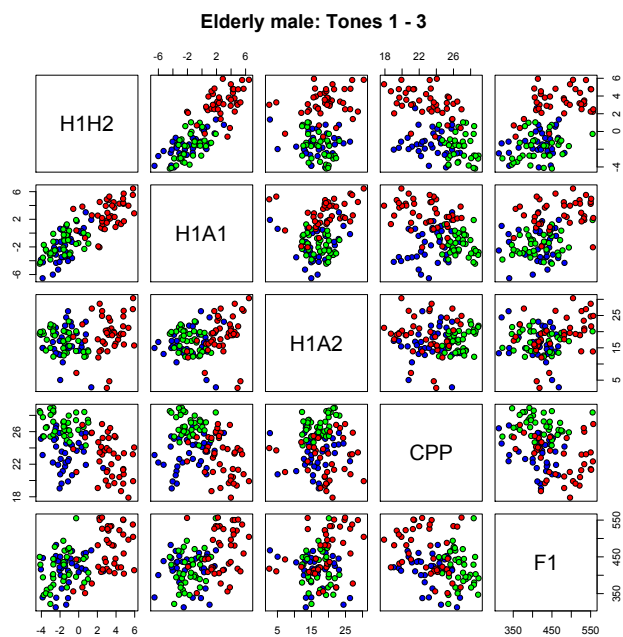 Elderly male: Tones 1 - 3
-6 -2 2 6 18 22 26
H1H2
-4 0 2 4 6
-6 -2 2 6
H1A1
H1A2
5 15 25
18 22 26
CPP
F1
350 450 550
-4 -2 0 2 4 6 5 15 25 350 450 550